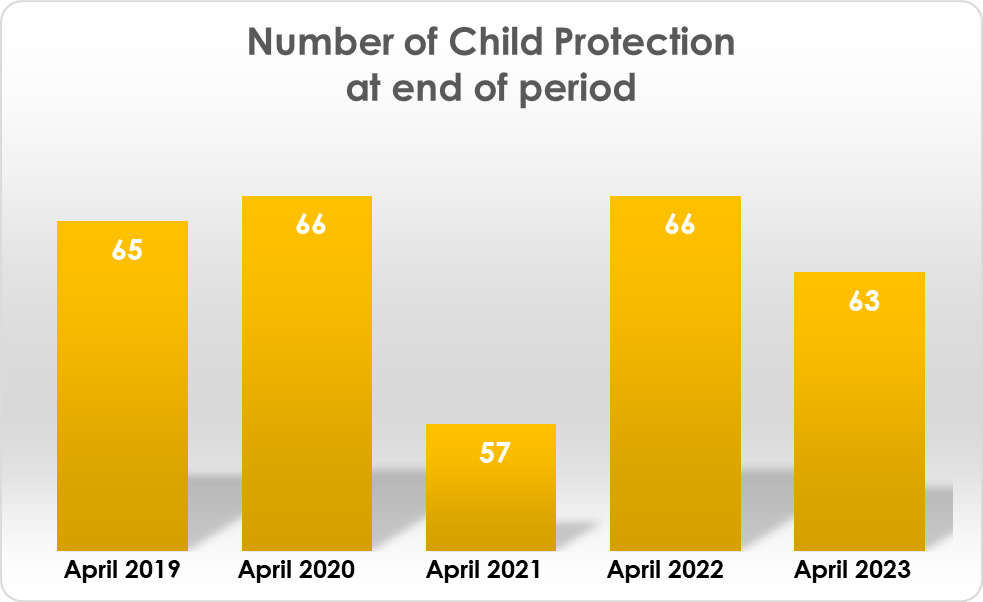 Number of Child Protection
at end of period
65
66
57
66
63
April 2019
April 2020
April 2021
April 2022
April 2023